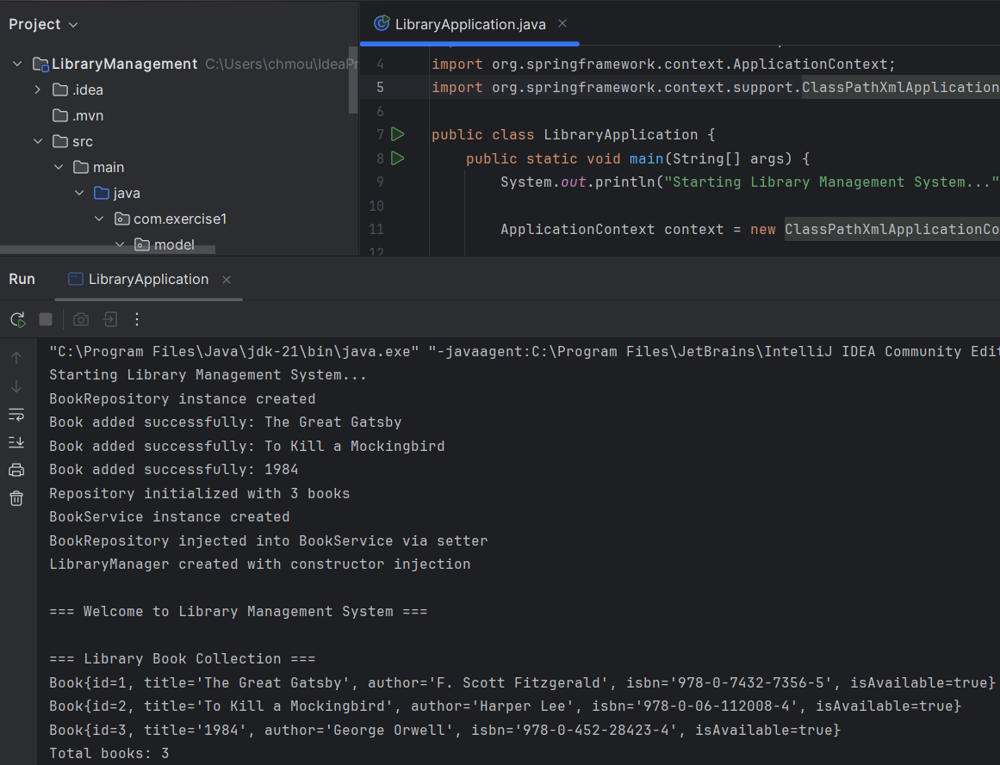 Project
LibraryManagement C:\Users\chmou\IdeaPr
.idea
.mvn
src
main
java
com.exercise1
model
LibraryApplication.java
4 import org.springframework.context.ApplicationContext;
5 import org.springframework.context.support.ClassPathXmlApplication
6
7 public class LibraryApplication {
8 public static void main(String[] args) {
9 System.out.println("Starting Library Management System..."
10
11 ApplicationContext context = new ClassPathXmlApplicationCo
12
Run LibraryApplication
"C:\Program Files\Java\jdk-21\bin\java.exe" "-javaagent:C:\Program Files\JetBrains\IntelliJ IDEA Community Edit
Starting Library Management System...
BookRepository instance created
Book added successfully: The Great Gatsby
Book added successfully: To Kill a Mockingbird
Book added successfully: 1984
Repository initialized with 3 books
BookService instance created
BookRepository injected into BookService via setter
LibraryManager created with constructor injection
=== Welcome to Library Management System ===
=== Library Book Collection ===
Book{id=1, title='The Great Gatsby', author='F. Scott Fitzgerald', isbn='978-0-7432-7356-5', isAvailable=true}
Book{id=2, title='To Kill a Mockingbird', author='Harper Lee', isbn='978-0-06-112008-4', isAvailable=true}
Book{id=3, title='1984', author='George Orwell', isbn='978-0-452-28423-4', isAvailable=true}
Total books: 3